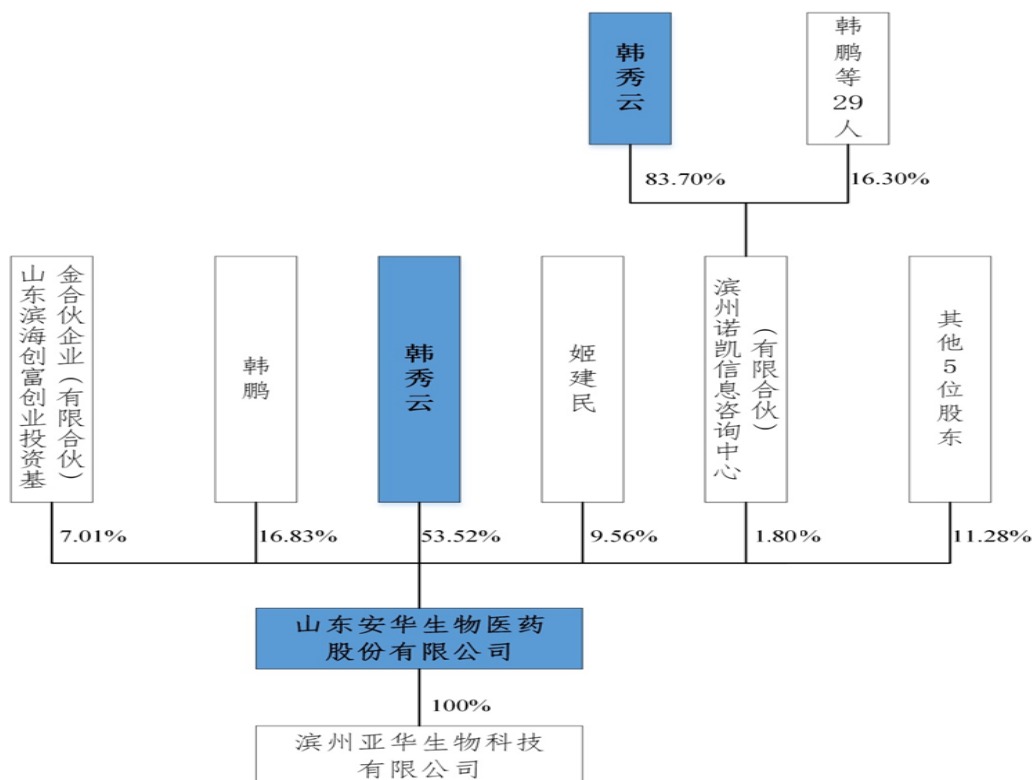 韩秀云
韩鹏等29人
83.70%
16.30%
山东滨海创富创业投资基
金合伙企业（有限合伙）
韩鹏
韩秀云
姬建民
滨州诺凯信息咨询中心
（有限合伙）
其他5位股东
7.01%
16.83%
53.52%
9.56%
1.80%
11.28%
山东安华生物医药
股份有限公司
100%
滨州亚华生物科技
有限公司